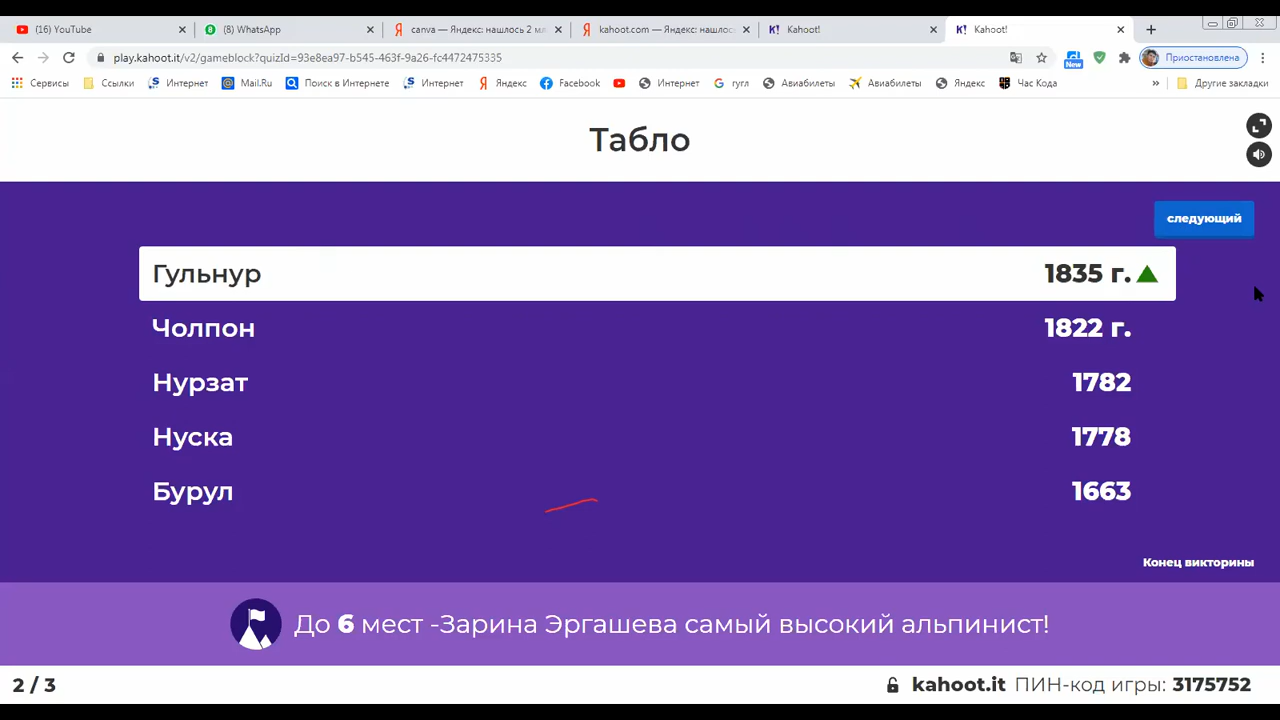 (16) YouTube
(8) WhatsApp
canva — Яндекс: нашлось 2 мл
kahoot.com — Яндекс: нашлось
Kahoot!
Kahoot!
play.kahoot.it/v2/gameblock?quizId=93e8ea97-b545-463f-9a26-fc4472475335
New
Приостановлена
Сервисы
Ссылки
Интернет
Mail.Ru
Поиск в Интернете
Интернет
Яндекс
Facebook
Интернет
гугл
Авиабилеты
Авиабилеты
Яндекс
Час Кода
»
Другие закладки
Табло
следующий
Гульнур 1835 г.
Чолпон 1822 г.
Нурзат 1782
Нуска 1778
Бурул 1663
Конец викторины
До 6 мест -Зарина Эргашева самый высокий альпинист!
2 / 3
kahoot.it ПИН-код игры: 3175752